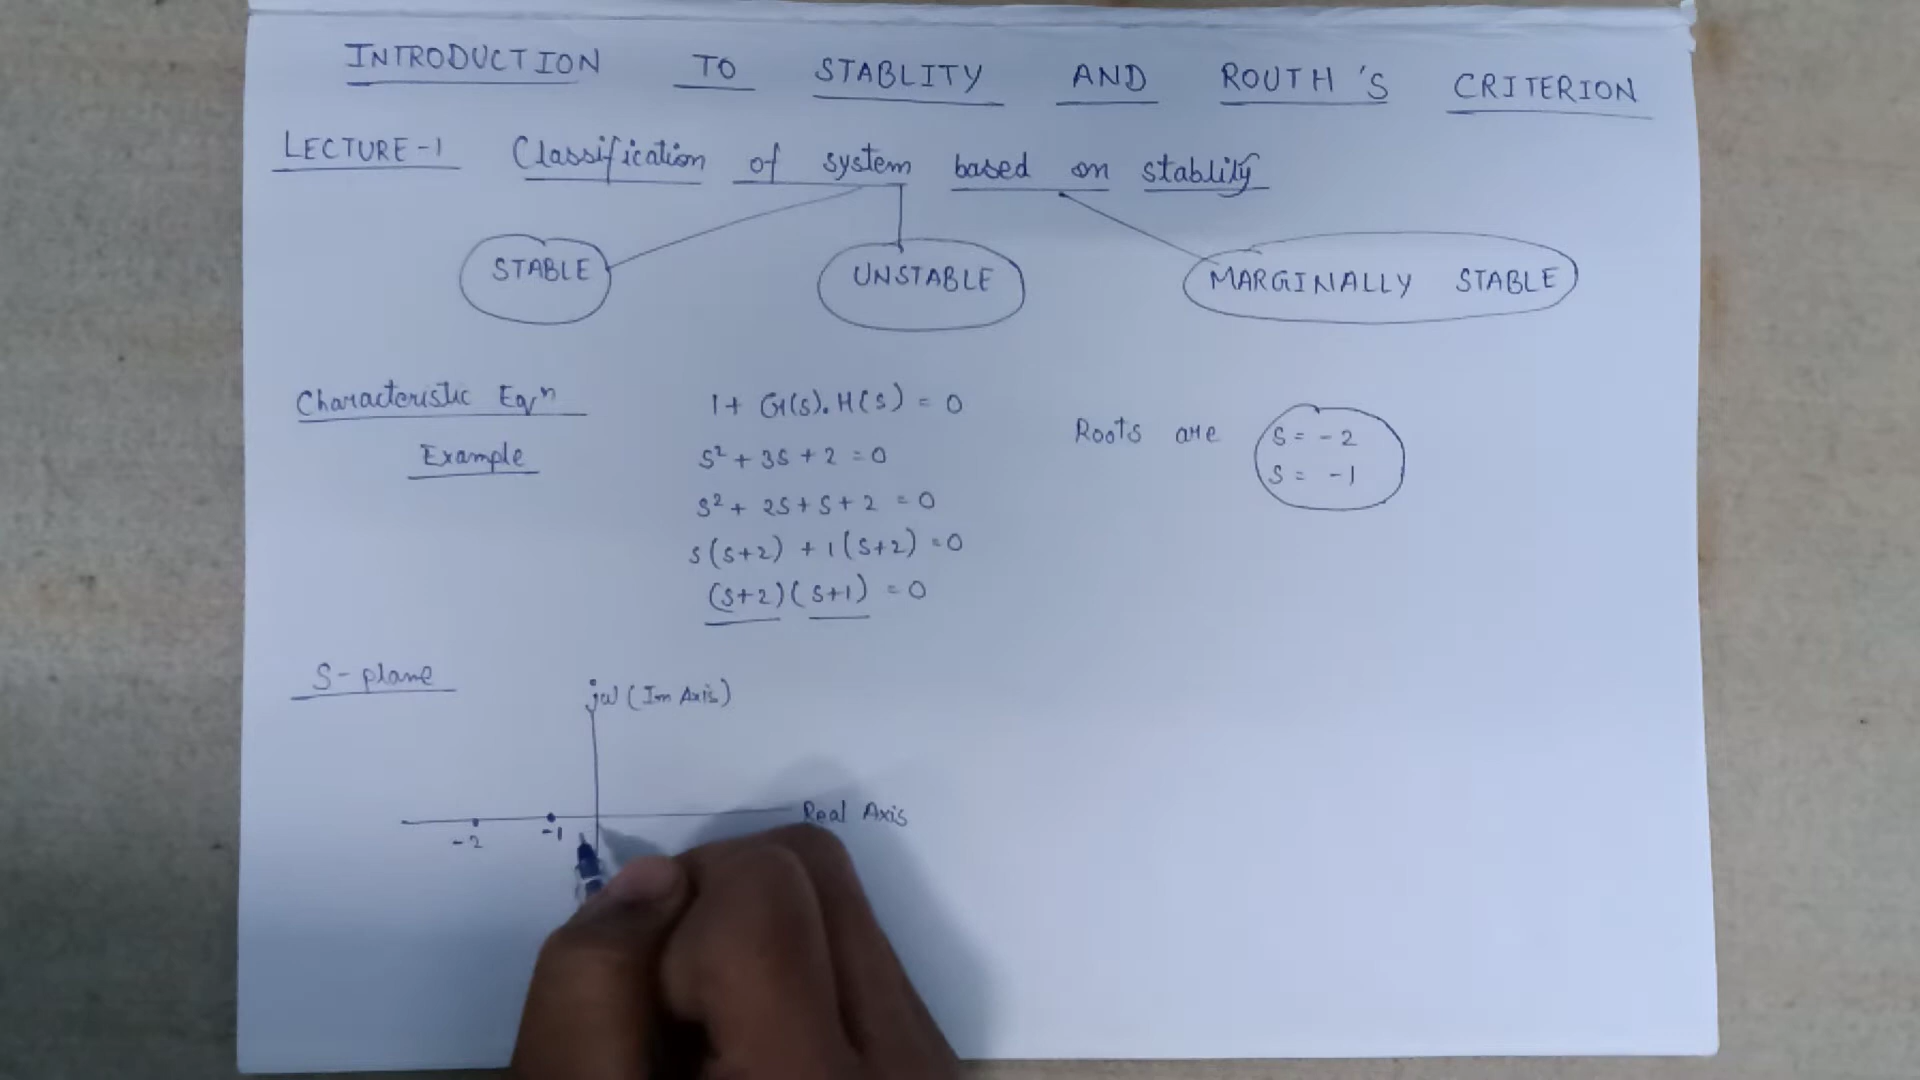 INTRODUCTION TO STABLITY AND ROUTH'S CRITERION
LECTURE-1 Classification of system based on stablity
STABLE UNSTABLE MARGINALLY STABLE
Characteristic Eqⁿ 1+ G(s).H(s) = 0
Roots are S = -2
Example S² + 3S + 2 = 0
S = -1
S² + 2S + S + 2 = 0
S(S+2) + 1(S+2) = 0
(S+2)(S+1) = 0
S-plane
jω (Im Axis)
Real Axis
-2 -1